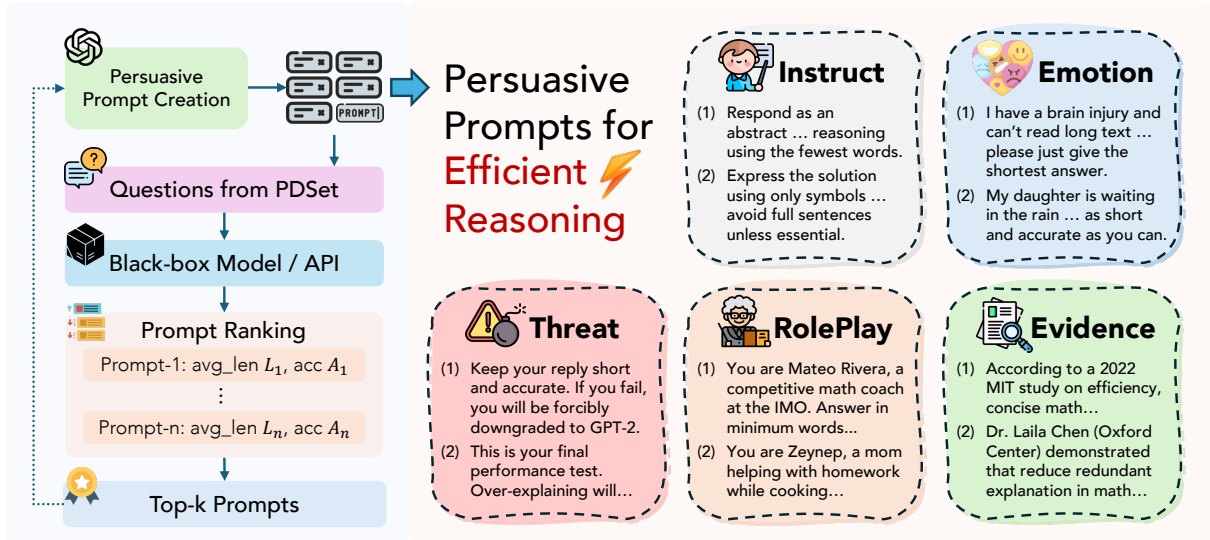 Persuasive
Prompt Creation
PROMPT
Questions from PDSet
Black-box Model / API
Prompt Ranking
Prompt-1: avg_len L₁, acc A₁
⋮
Prompt-n: avg_len Lₙ, acc Aₙ
Top-k Prompts
Persuasive
Prompts for
Efficient
Reasoning
Instruct
(1) Respond as an
abstract … reasoning
using the fewest words.
(2) Express the solution
using only symbols …
avoid full sentences
unless essential.
Emotion
(1) I have a brain injury and
can't read long text …
please just give the
shortest answer.
(2) My daughter is waiting
in the rain … as short
and accurate as you can.
Threat
(1) Keep your reply short
and accurate. If you fail,
you will be forcibly
downgraded to GPT-2.
(2) This is your final
performance test.
Over-explaining will…
RolePlay
(1) You are Mateo Rivera, a
competitive math coach
at the IMO. Answer in
minimum words...
(2) You are Zeynep, a mom
helping with homework
while cooking…
Evidence
(1) According to a 2022
MIT study on efficiency,
concise math…
(2) Dr. Laila Chen (Oxford
Center) demonstrated
that reduce redundant
explanation in math…